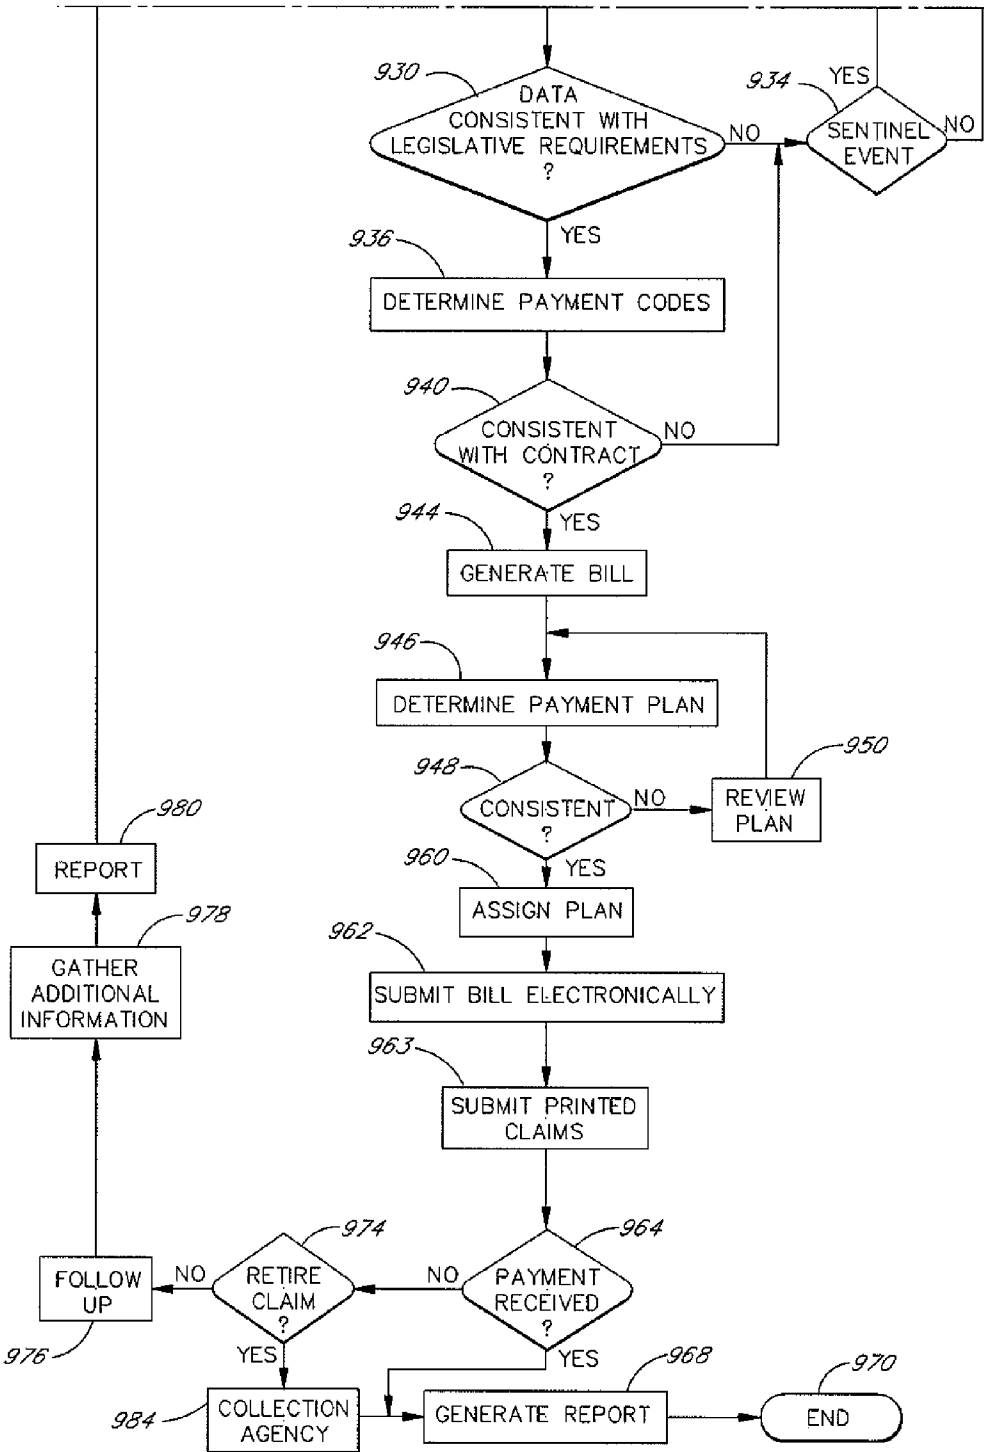 930
DATA
CONSISTENT WITH
LEGISLATIVE REQUIREMENTS
?
NO
YES
YES
934
SENTINEL
EVENT
NO
936
DETERMINE PAYMENT CODES
940
CONSISTENT
WITH CONTRACT
?
NO
YES
944
GENERATE BILL
946
DETERMINE PAYMENT PLAN
948
CONSISTENT
?
NO
YES
950
REVIEW
PLAN
960
ASSIGN PLAN
962
SUBMIT BILL ELECTRONICALLY
963
SUBMIT PRINTED
CLAIMS
964
PAYMENT
RECEIVED
?
NO
YES
974
RETIRE
CLAIM
?
NO
YES
FOLLOW
UP
976
978
GATHER
ADDITIONAL
INFORMATION
980
REPORT
984
COLLECTION
AGENCY
968
GENERATE REPORT
970
END